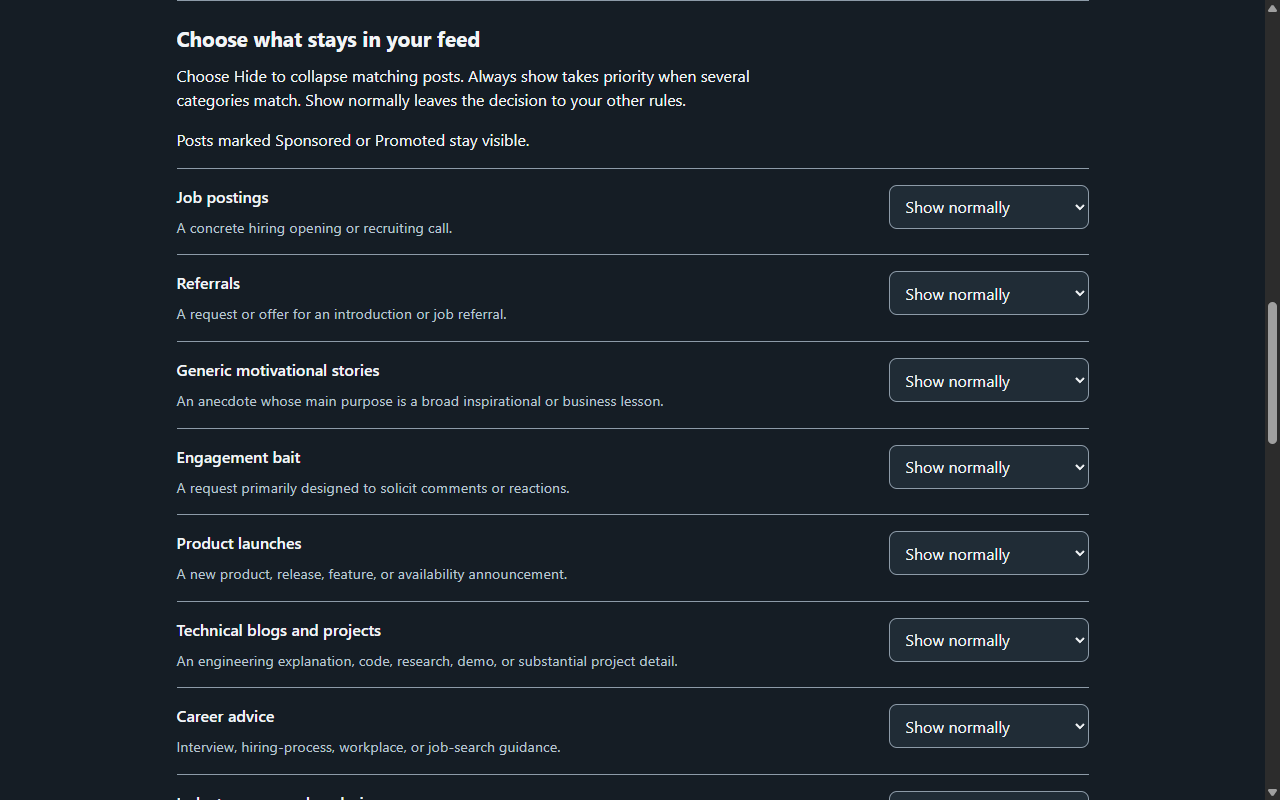 Choose what stays in your feed
Choose Hide to collapse matching posts. Always show takes priority when several
categories match. Show normally leaves the decision to your other rules.
Posts marked Sponsored or Promoted stay visible.
Job postings
Show normally
A concrete hiring opening or recruiting call.
Referrals
Show normally
A request or offer for an introduction or job referral.
Generic motivational stories
Show normally
An anecdote whose main purpose is a broad inspirational or business lesson.
Engagement bait
Show normally
A request primarily designed to solicit comments or reactions.
Product launches
Show normally
A new product, release, feature, or availability announcement.
Technical blogs and projects
Show normally
An engineering explanation, code, research, demo, or substantial project detail.
Career advice
Show normally
Interview, hiring-process, workplace, or job-search guidance.